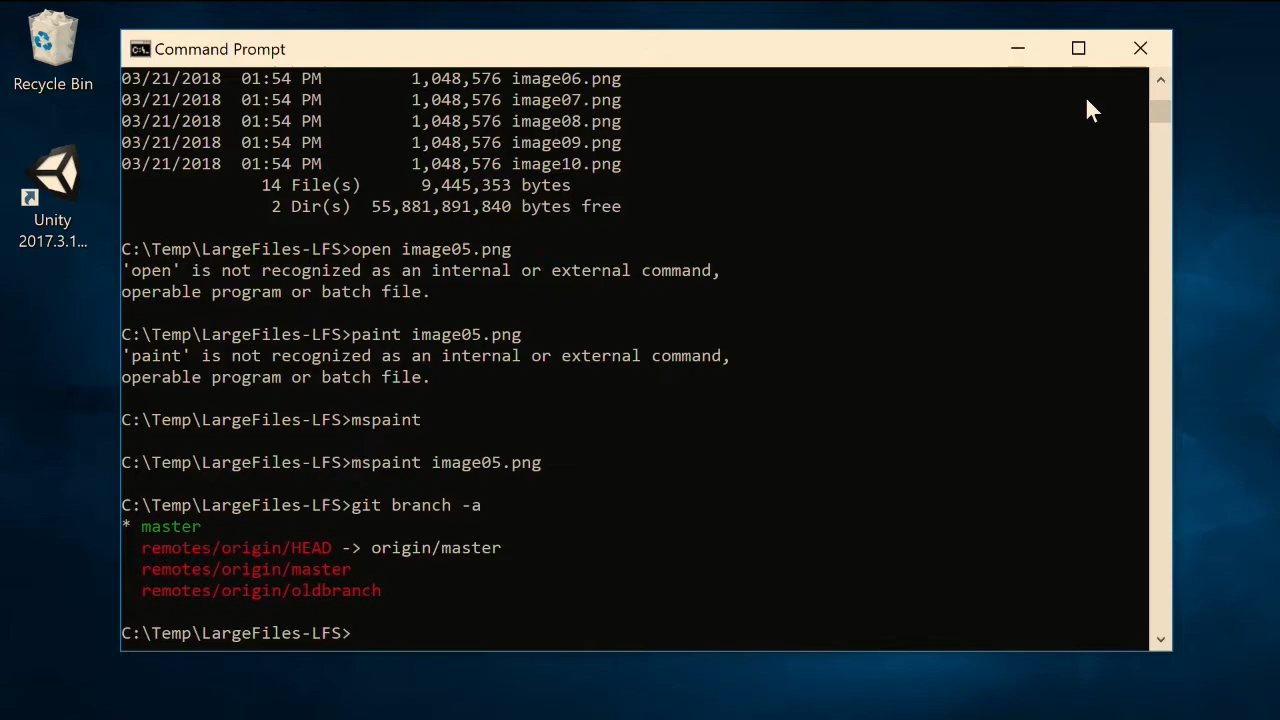 Recycle Bin
Unity
2017.3.1...
Command Prompt
03/21/2018  01:54 PM         1,048,576 image06.png
03/21/2018  01:54 PM         1,048,576 image07.png
03/21/2018  01:54 PM         1,048,576 image08.png
03/21/2018  01:54 PM         1,048,576 image09.png
03/21/2018  01:54 PM         1,048,576 image10.png
              14 File(s)      9,445,353 bytes
               2 Dir(s)  55,881,891,840 bytes free
C:\Temp\LargeFiles-LFS>open image05.png
'open' is not recognized as an internal or external command,
operable program or batch file.
C:\Temp\LargeFiles-LFS>paint image05.png
'paint' is not recognized as an internal or external command,
operable program or batch file.
C:\Temp\LargeFiles-LFS>mspaint
C:\Temp\LargeFiles-LFS>mspaint image05.png
C:\Temp\LargeFiles-LFS>git branch -a
* master
  remotes/origin/HEAD -> origin/master
  remotes/origin/master
  remotes/origin/oldbranch
C:\Temp\LargeFiles-LFS>